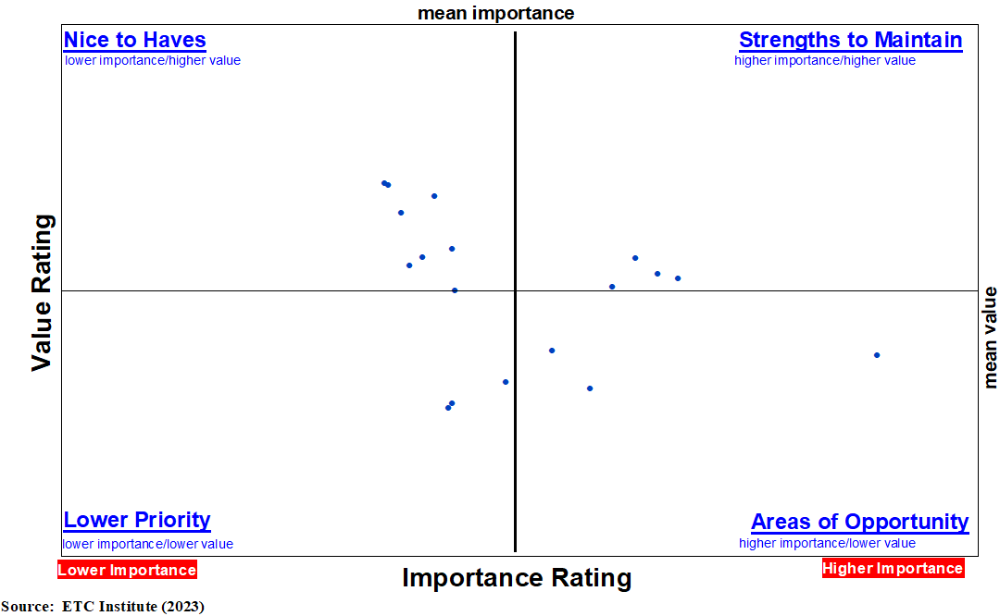 mean importance
Nice to Haves
lower importance/higher value
Strengths to Maintain
higher importance/higher value
Value Rating
mean value
Lower Priority
lower importance/lower value
Areas of Opportunity
higher importance/lower value
Lower Importance
Importance Rating
Higher Importance
Source:  ETC Institute (2023)